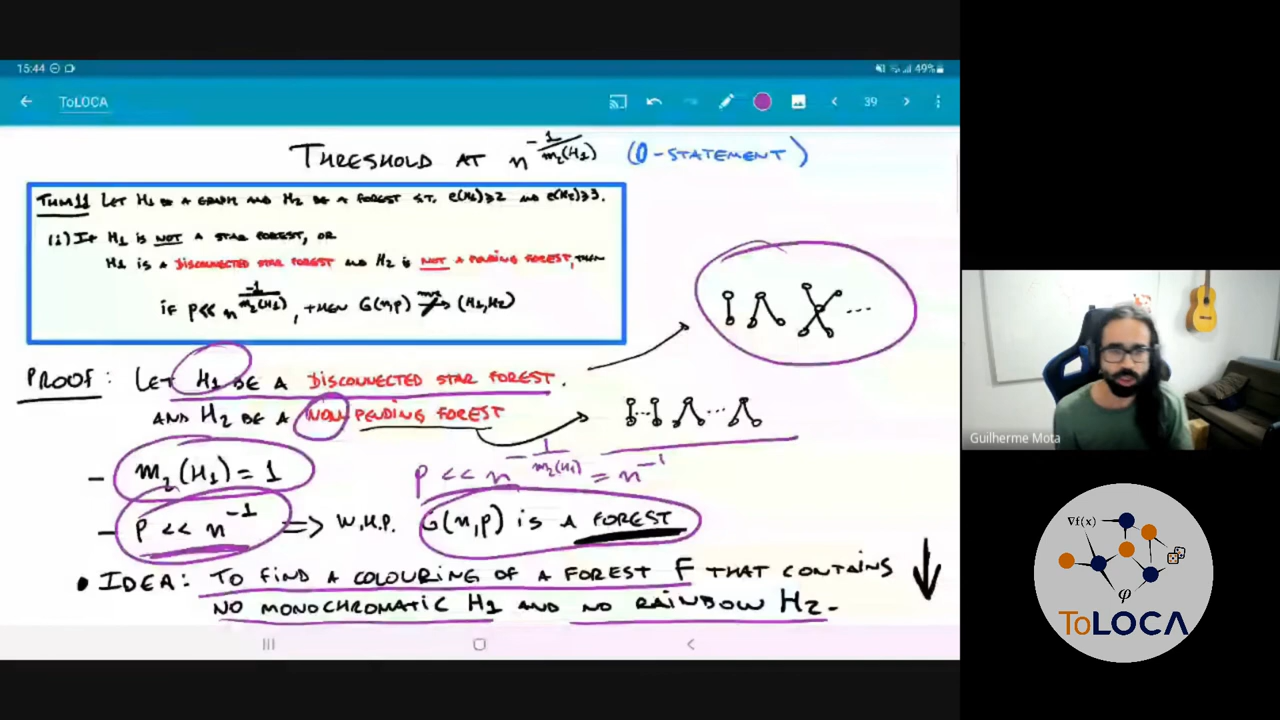 15:44
49%
ToLOCA
39
THRESHOLD AT n^{-1/m₂(H1)} (0-STATEMENT)
THM11 LET H1 BE A GRAPH AND H2 BE A FOREST S.T. e(H1)≥2 AND e(H2)≥3.
(i) IF H1 IS NOT A STAR FOREST, OR
H1 IS A DISCONNECTED STAR FOREST AND H2 IS NOT A PENDING FOREST, THEN
IF P << n^{-1/m₂(H1)}, THEN G(n,p) ↛ (H1,H2)
PROOF: LET H1 BE A DISCONNECTED STAR FOREST.
AND H2 BE A NON PENDING FOREST
- m₂(H1) = 1
P << n^{-1/m₂(H1)} = n^{-1}
- P << n^{-1} => W.H.P. G(n,p) IS A FOREST
• IDEA: TO FIND A COLOURING OF A FOREST F THAT CONTAINS
NO MONOCHROMATIC H1 AND NO RAINBOW H2.
Guilherme Mota
∇f(x)
φ
ToLOCA